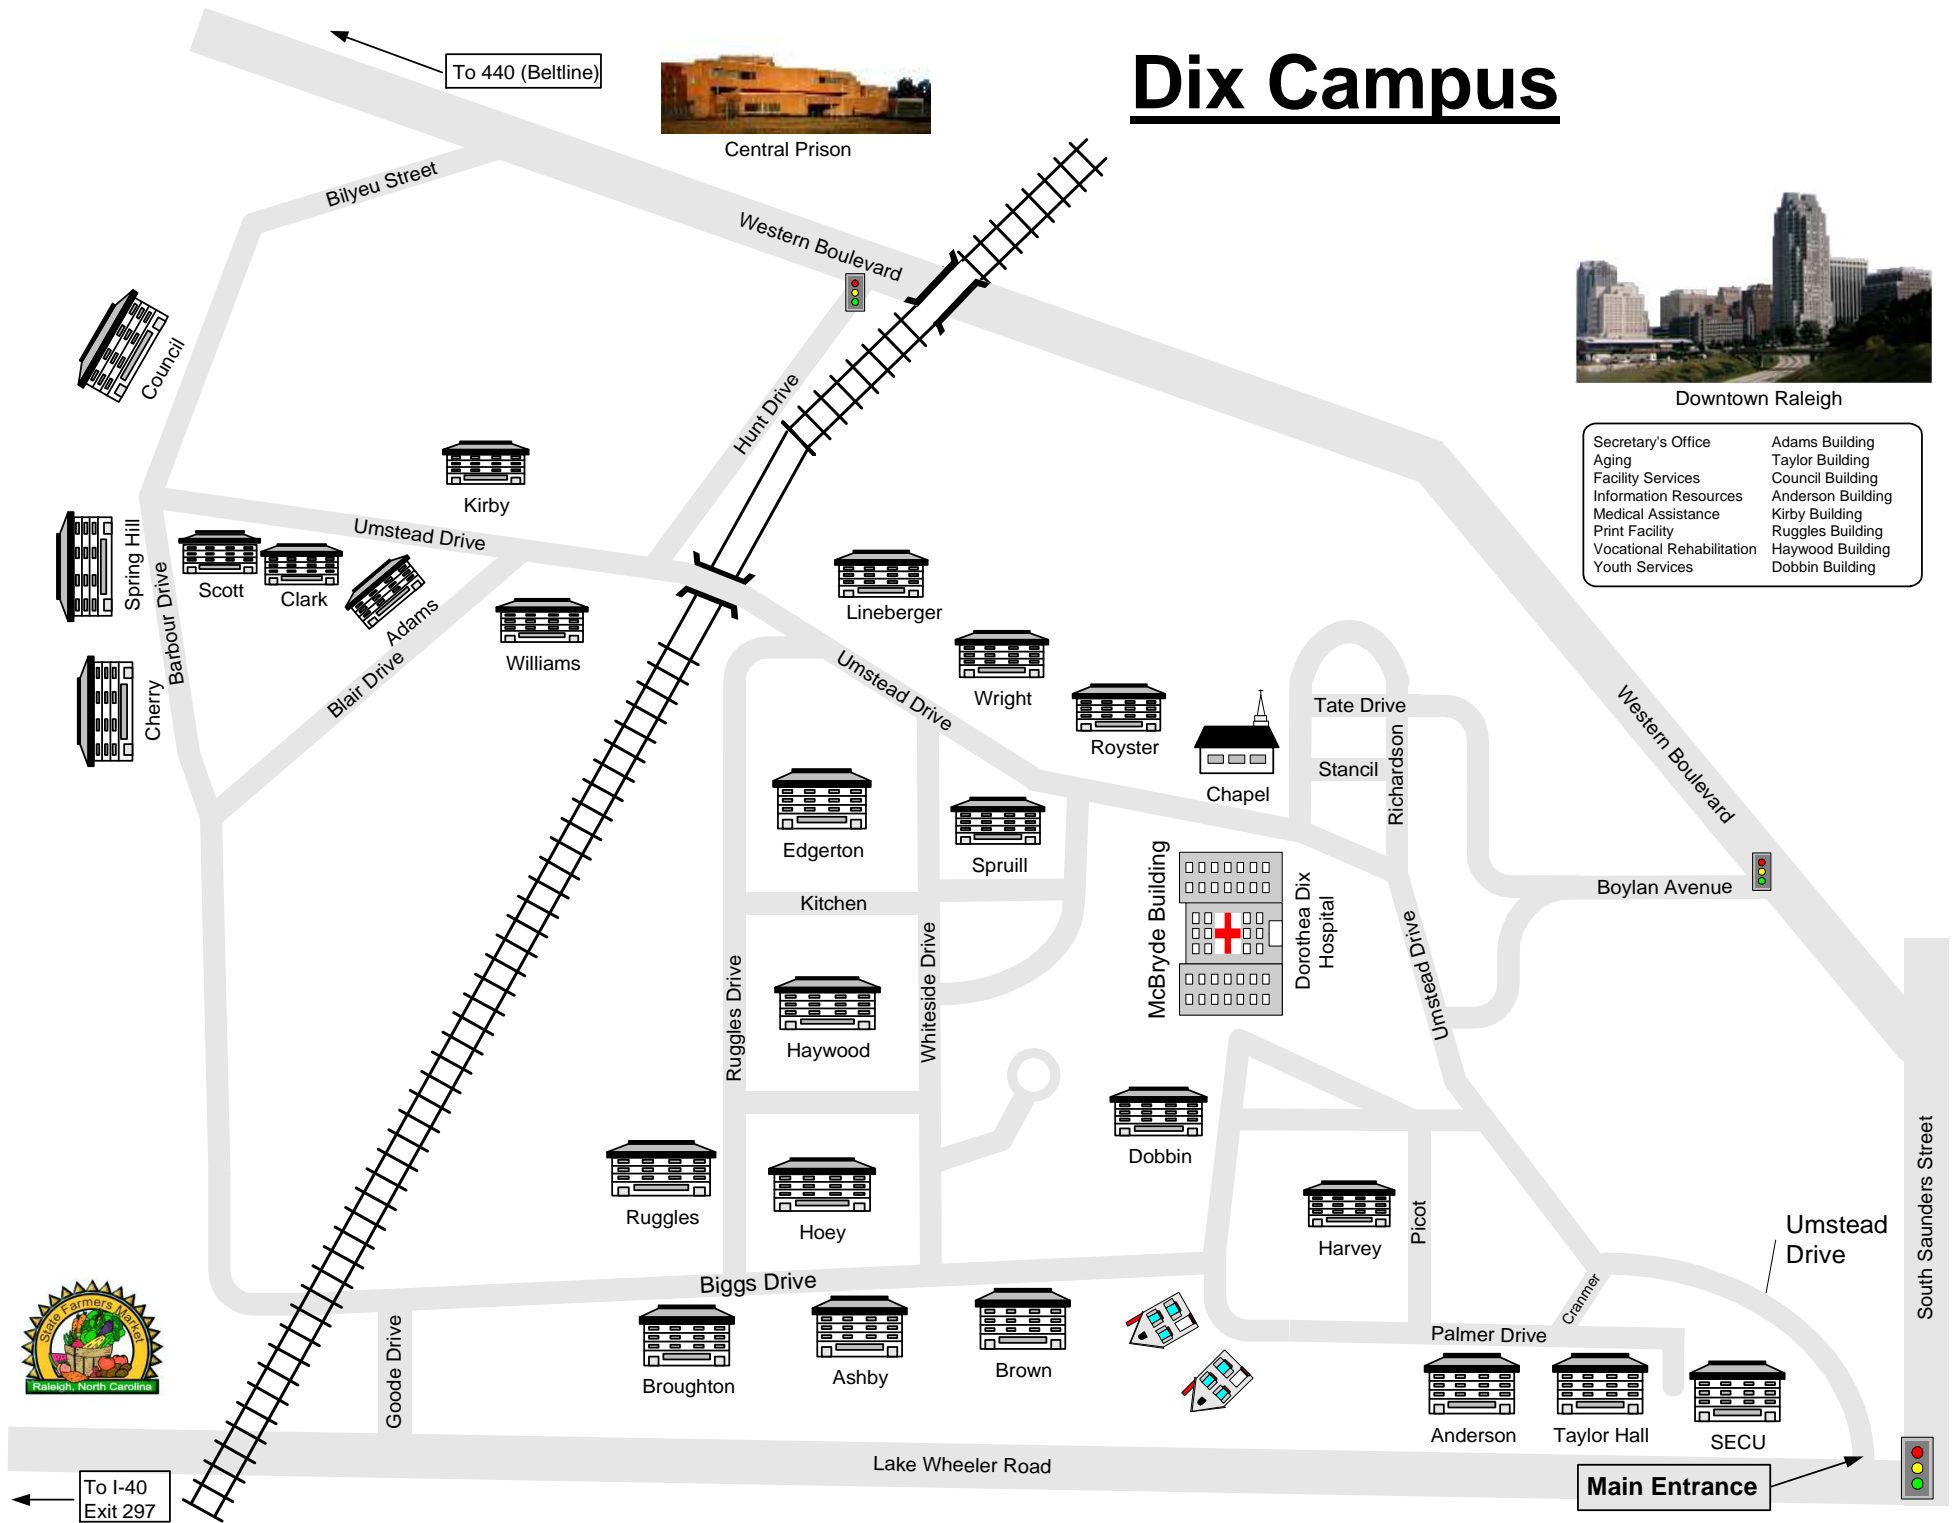 Dix Campus
To 440 (Beltline)
Central Prison
Bilyeu Street
Western Boulevard
Downtown Raleigh
Secretary's Office Adams Building
Aging Taylor Building
Facility Services Council Building
Information Resources Anderson Building
Medical Assistance Kirby Building
Print Facility Ruggles Building
Vocational Rehabilitation Haywood Building
Youth Services Dobbin Building
Council
Hunt Drive
Kirby
Umstead Drive
Spring Hill
Scott
Clark
Adams
Barbour Drive
Williams
Lineberger
Cherry
Blair Drive
Umstead Drive
Wright
Royster
Chapel
Tate Drive
Stancil
Richardson
Western Boulevard
Edgerton
Spruill
McBryde Building
Dorothea Dix
Hospital
Boylan Avenue
Kitchen
Umstead Drive
Ruggles Drive
Whiteside Drive
Haywood
Dobbin
Ruggles
Hoey
Harvey
Picot
Umstead
Drive
South Saunders Street
Biggs Drive
Cranmer
State Farmers Market
Raleigh, North Carolina
Goode Drive
Broughton
Ashby
Brown
Palmer Drive
Anderson
Taylor Hall
SECU
Lake Wheeler Road
Main Entrance
To I-40
Exit 297